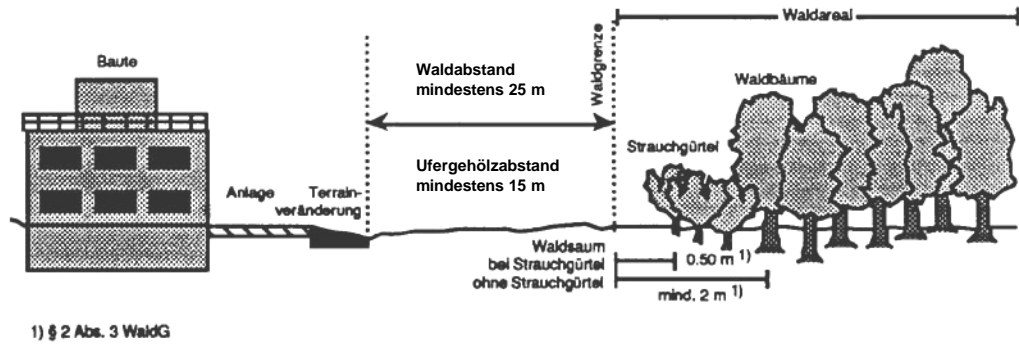 Waldareal
Baute
Waldabstand
mindestens 25 m
Waldgrenze
Waldbäume
Strauchgürtel
Ufergehölzabstand
mindestens 15 m
Anlage
Terrain-
veränderung
Waldsaum
bei Strauchgürtel
0.50 m 1)
ohne Strauchgürtel
mind. 2 m 1)
1) § 2 Abs. 3 WaldG